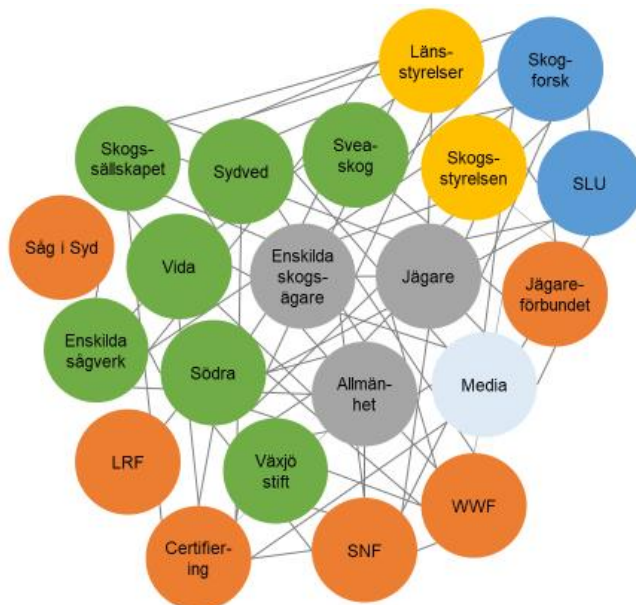 Läns-
styrelser
Skog-
forsk
Skogs-
sällskapet
Sydved
Svea-
skog
Skogs-
styrelsen
SLU
Såg i Syd
Vida
Enskilda
skogs-
ägare
Jägare
Jägare-
förbundet
Enskilda
sågverk
Södra
Allmän-
het
Media
LRF
Växjö
stift
WWF
Certifier-
ing
SNF